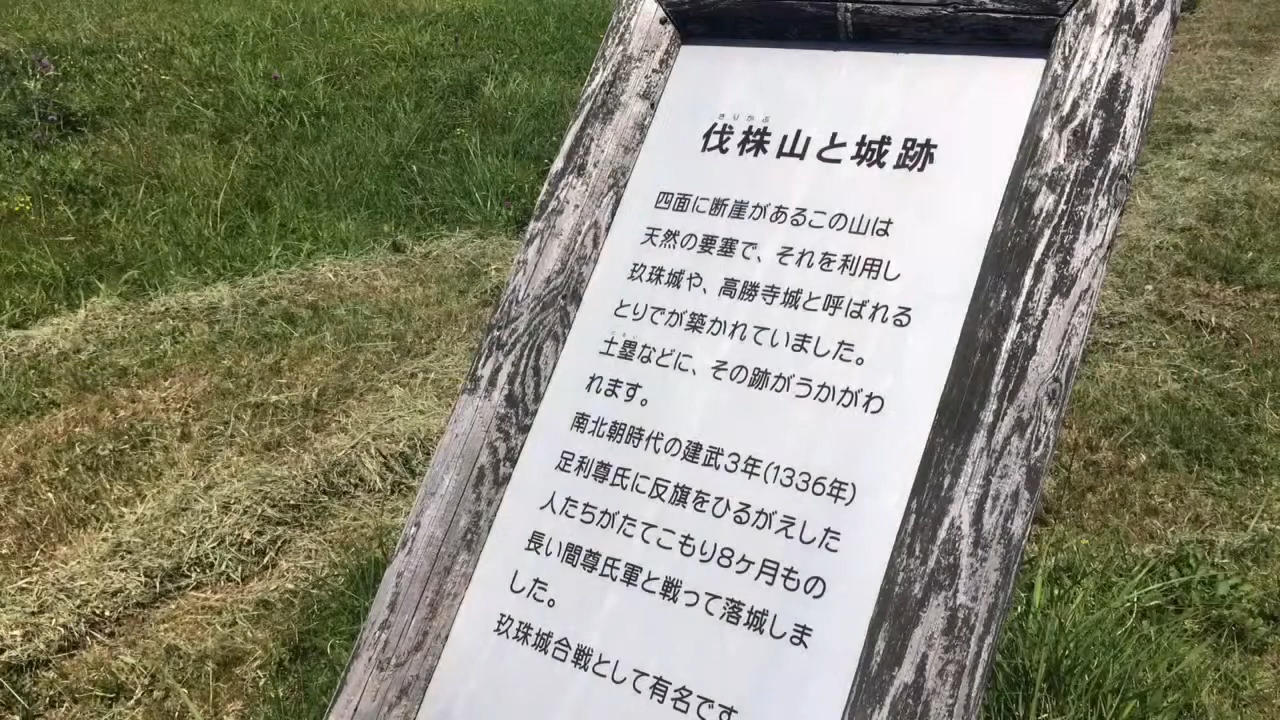 きりかぶ
伐株山と城跡
四面に断崖があるこの山は
天然の要塞で、それを利用し
玖珠城や、高勝寺城と呼ばれる
とりでが築かれていました。
土塁などに、その跡がうかがわ
れます。
南北朝時代の建武3年(1336年)
足利尊氏に反旗をひるがえした
人たちがたてこもり8ケ月もの
長い間尊氏軍と戦って落城しま
した。
玖珠城合戦として有名です